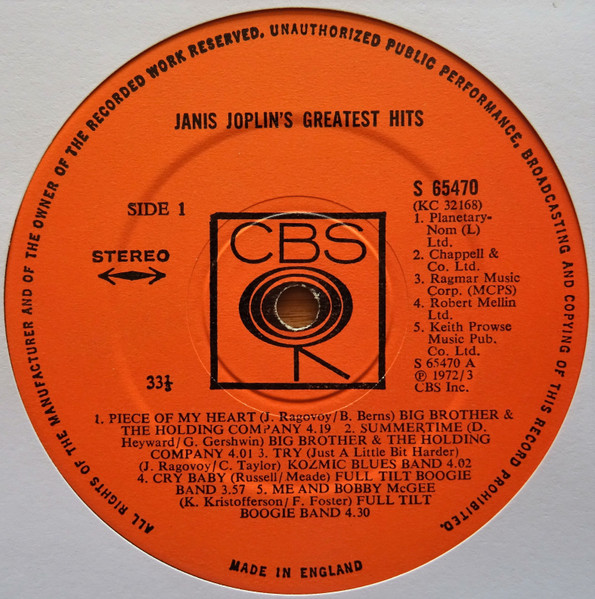 ALL RIGHTS OF THE MANUFACTURER AND OF THE OWNER OF THE RECORDED WORK RESERVED. UNAUTHORIZED PUBLIC PERFORMANCE, BROADCASTING AND COPYING OF THIS RECORD PROHIBITED.
JANIS JOPLIN'S GREATEST HITS
SIDE 1
STEREO
33⅓
CBS
S 65470
(KC 32168)
1. Planetary-
Nom (L)
Ltd.
2. Chappell &
Co. Ltd.
3. Ragmar Music
Corp. (MCPS)
4. Robert Mellin
Ltd.
5. Keith Prowse
Music Pub.
Co. Ltd.
S 65470 A
℗ 1972/3
CBS Inc.
1. PIECE OF MY HEART (J. Ragovoy/B. Berns) BIG BROTHER &
THE HOLDING COMPANY 4.19 2. SUMMERTIME (D.
Heyward/G. Gershwin) BIG BROTHER & THE HOLDING
COMPANY 4.01 3. TRY (Just A Little Bit Harder)
(J. Ragovoy/C. Taylor) KOZMIC BLUES BAND 4.02
4. CRY BABY (Russell/Meade) FULL TILT BOOGIE
BAND 3.57 5. ME AND BOBBY McGEE
(K. Kristofferson/F. Foster) FULL TILT
BOOGIE BAND 4.30
MADE IN ENGLAND